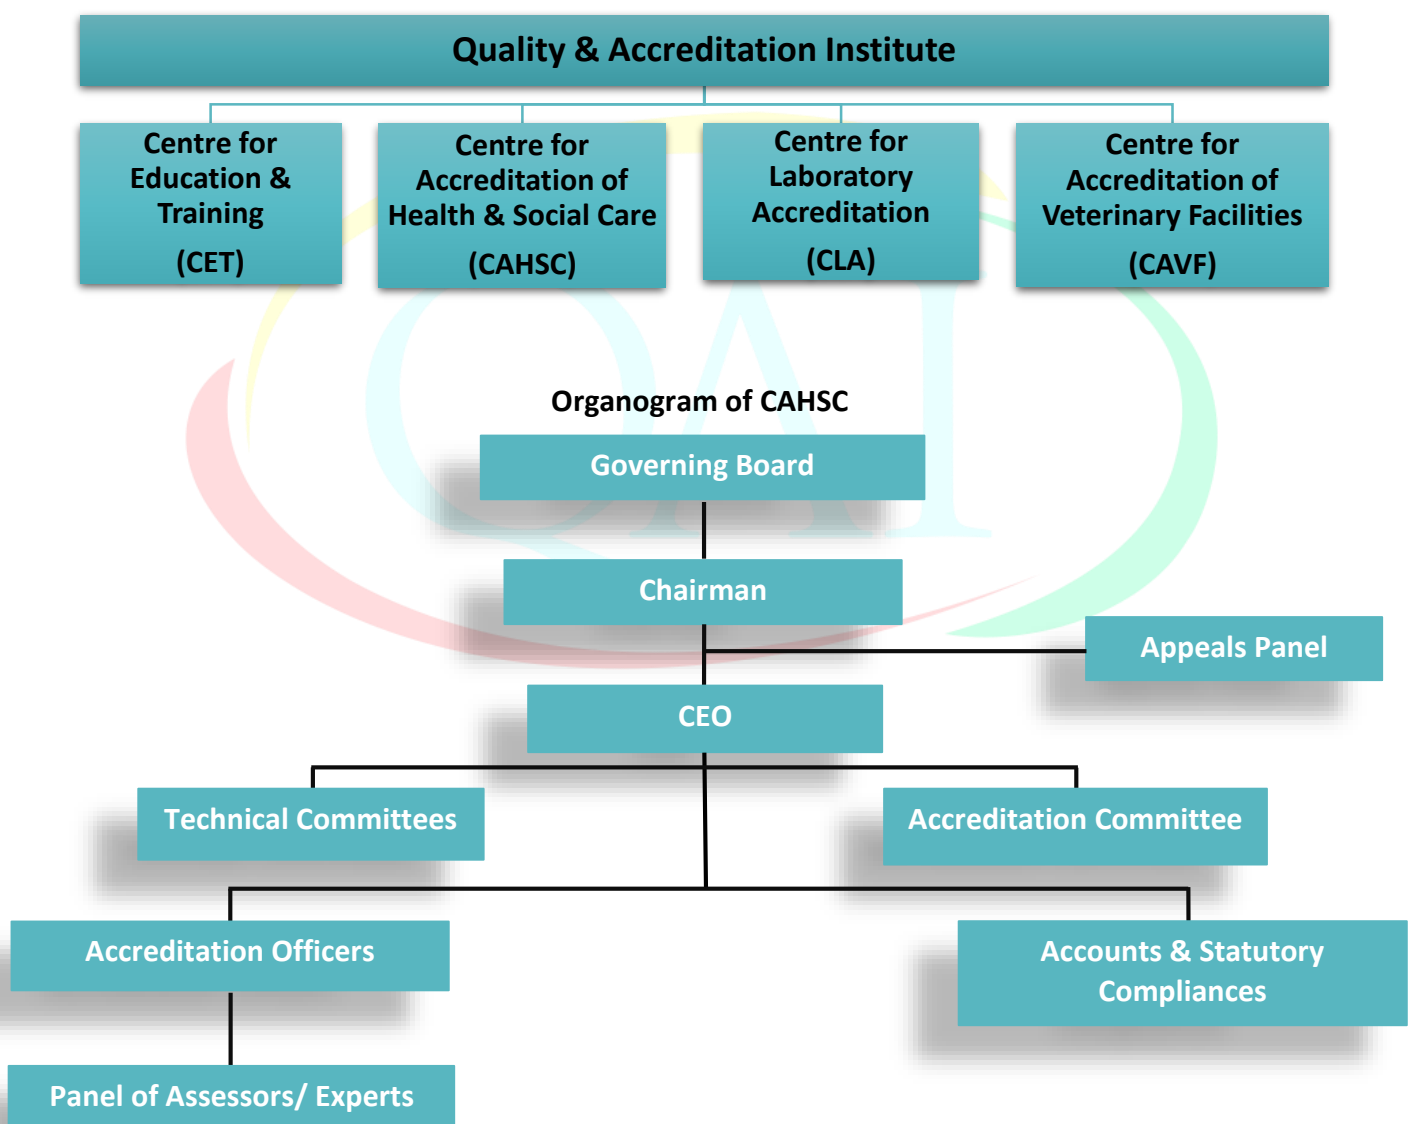 Quality & Accreditation Institute
Centre for
Education &
Training
(CET)
Centre for
Accreditation of
Health & Social Care
(CAHSC)
Centre for
Laboratory
Accreditation
(CLA)
Centre for
Accreditation of
Veterinary Facilities
(CAVF)
QAI
Organogram of CAHSC
Governing Board
Chairman
Appeals Panel
CEO
Technical Committees
Accreditation Committee
Accreditation Officers
Accounts & Statutory
Compliances
Panel of Assessors/ Experts